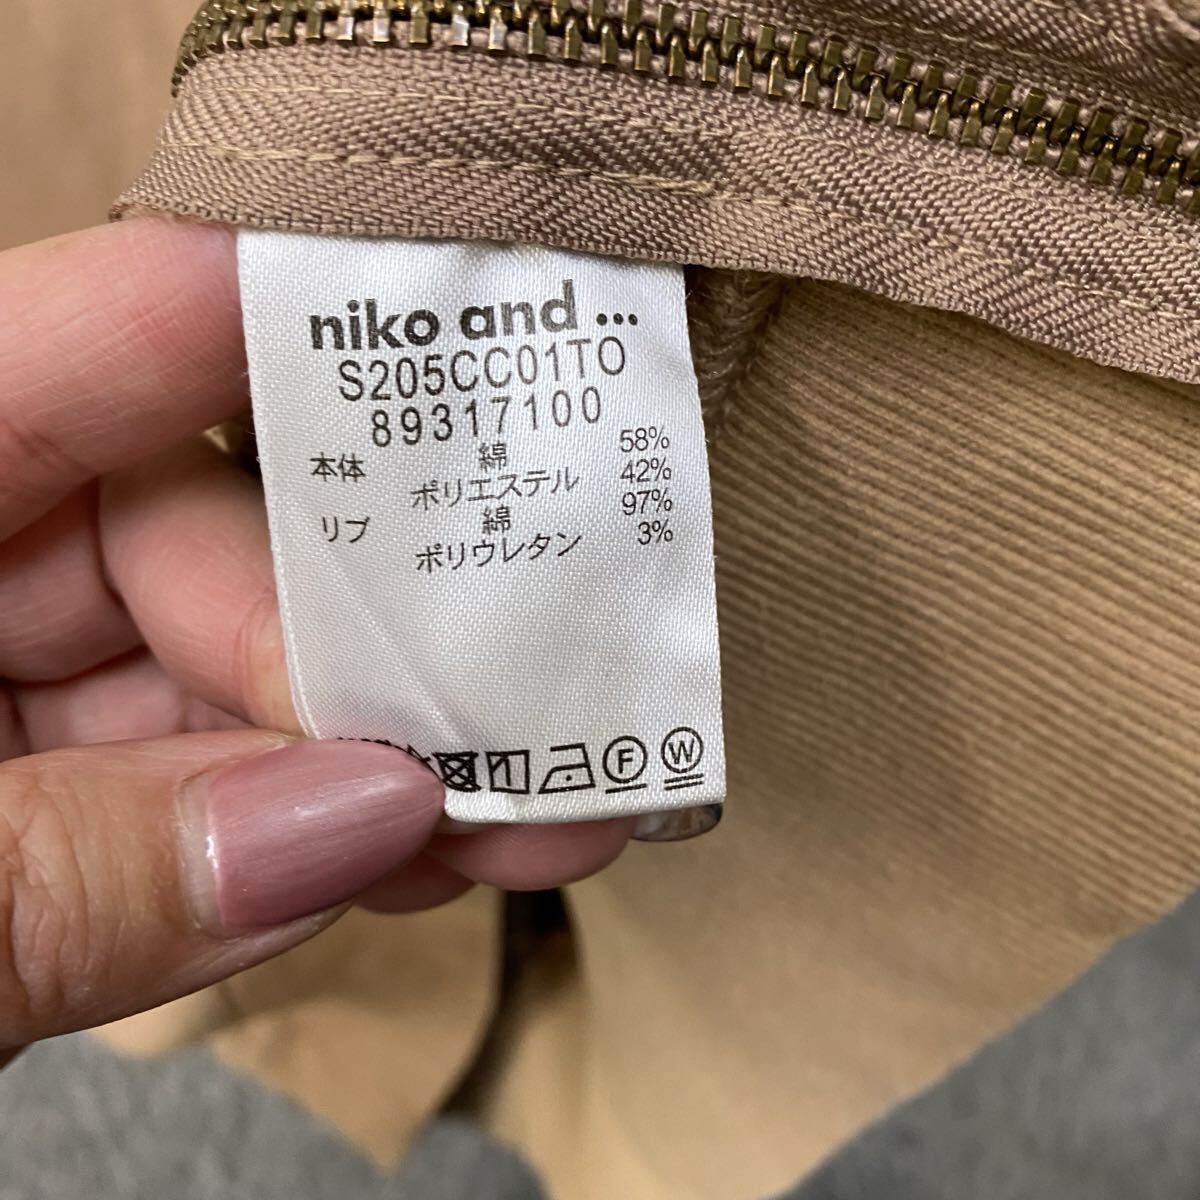 niko and ...
S205CC01TO
89317100
本体 綿 58%
ポリエステル 42%
リブ 綿 97%
ポリウレタン 3%
F W